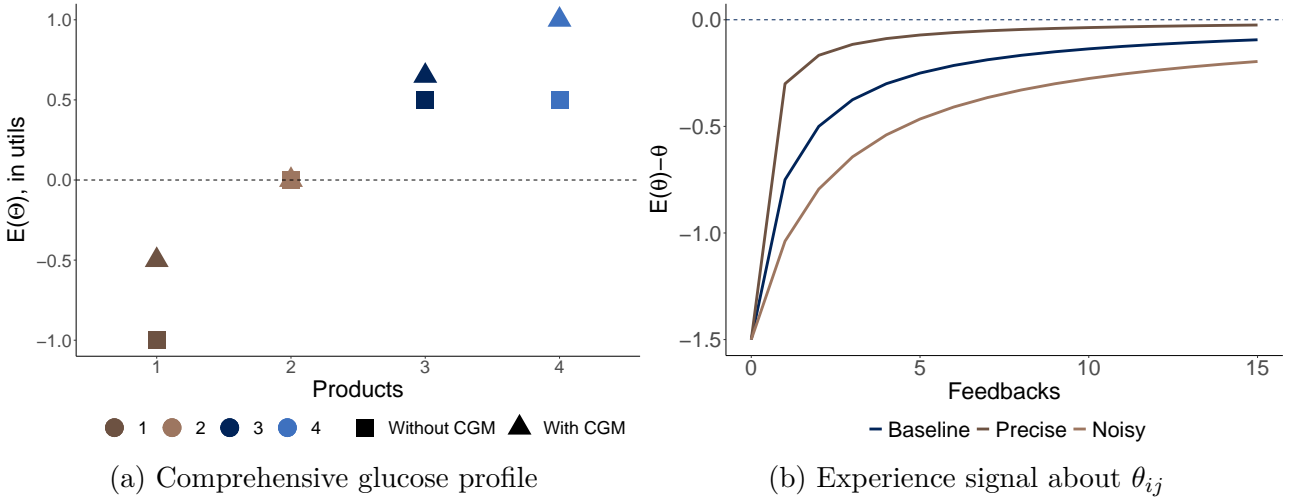 1.0
0.5
0.0
−0.5
−1.0
E(Θ), in utils
1 2 3 4
Products
1 2 3 4 Without CGM With CGM
(a) Comprehensive glucose profile
0.0
−0.5
−1.0
−1.5
E(θ)−θ
0 5 10 15
Feedbacks
Baseline Precise Noisy
(b) Experience signal about θij